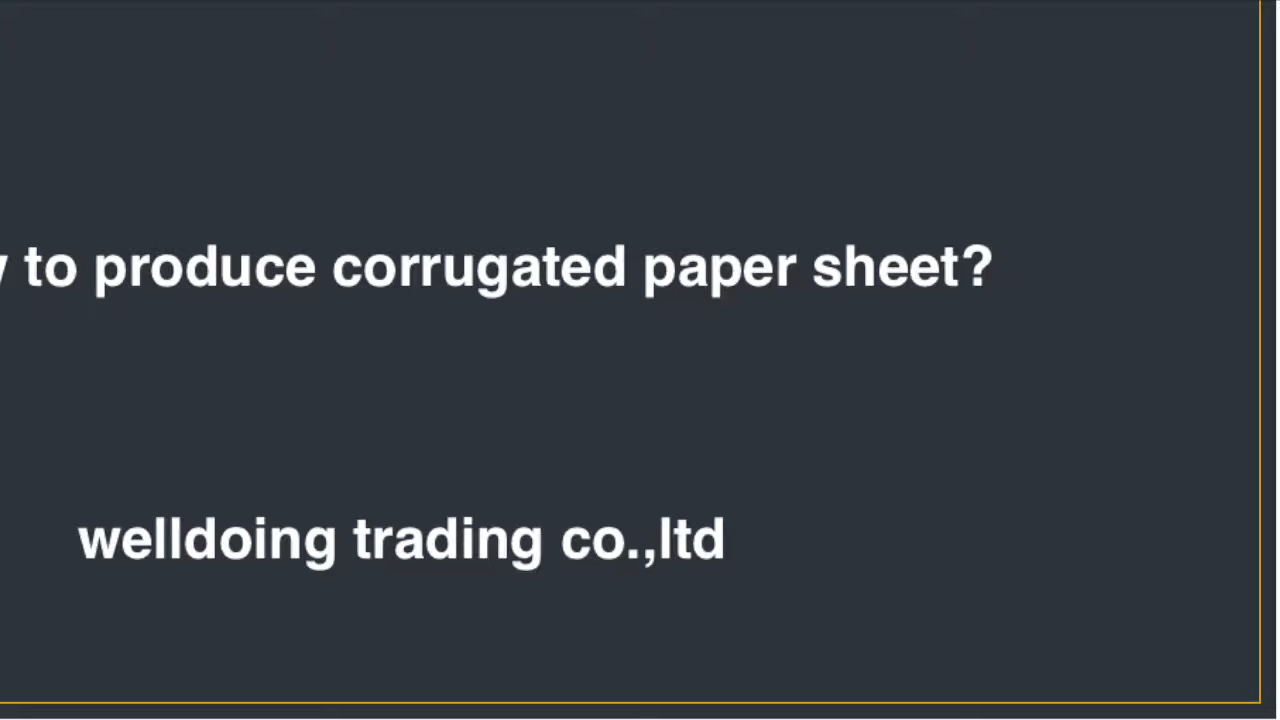 to produce corrugated paper sheet?
welldoing trading co.,ltd